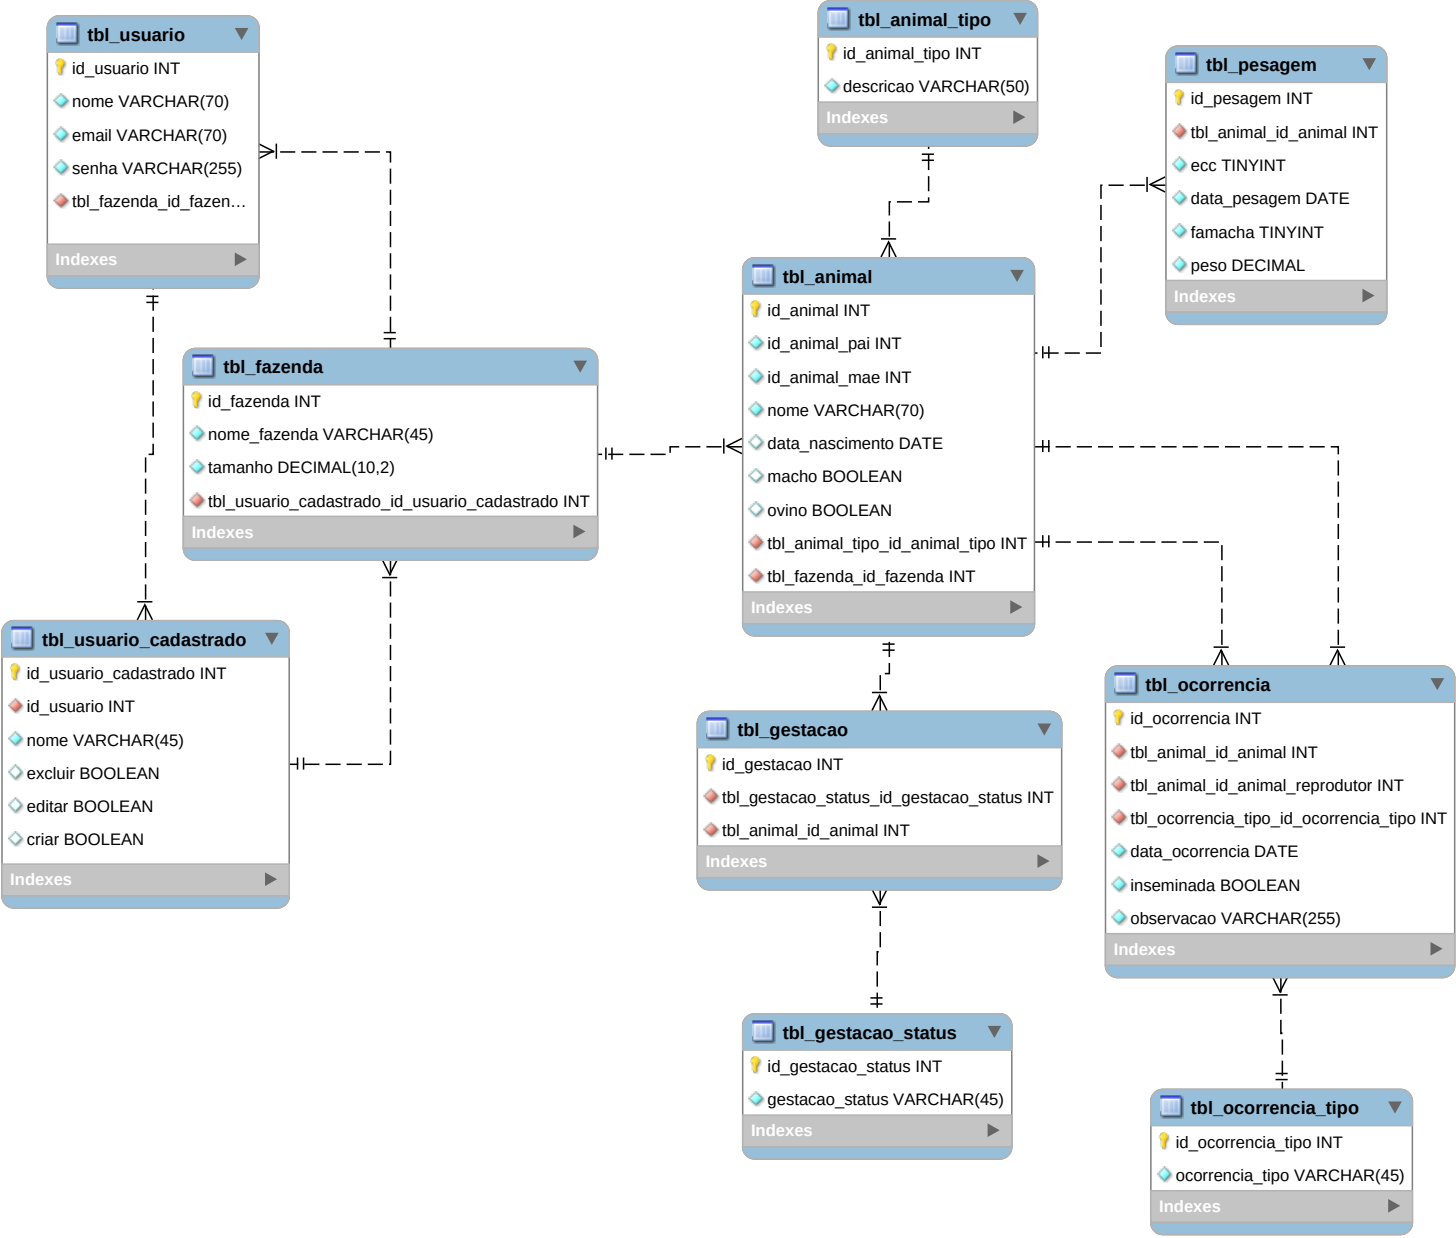 tbl_usuario
id_usuario INT
nome VARCHAR(70)
email VARCHAR(70)
senha VARCHAR(255)
tbl_fazenda_id_fazen...
Indexes
tbl_animal_tipo
id_animal_tipo INT
descricao VARCHAR(50)
Indexes
tbl_pesagem
id_pesagem INT
tbl_animal_id_animal INT
ecc TINYINT
data_pesagem DATE
famacha TINYINT
peso DECIMAL
Indexes
tbl_fazenda
id_fazenda INT
nome_fazenda VARCHAR(45)
tamanho DECIMAL(10,2)
tbl_usuario_cadastrado_id_usuario_cadastrado INT
Indexes
tbl_animal
id_animal INT
id_animal_pai INT
id_animal_mae INT
nome VARCHAR(70)
data_nascimento DATE
macho BOOLEAN
ovino BOOLEAN
tbl_animal_tipo_id_animal_tipo INT
tbl_fazenda_id_fazenda INT
Indexes
tbl_usuario_cadastrado
id_usuario_cadastrado INT
id_usuario INT
nome VARCHAR(45)
excluir BOOLEAN
editar BOOLEAN
criar BOOLEAN
Indexes
tbl_gestacao
id_gestacao INT
tbl_gestacao_status_id_gestacao_status INT
tbl_animal_id_animal INT
Indexes
tbl_ocorrencia
id_ocorrencia INT
tbl_animal_id_animal INT
tbl_animal_id_animal_reprodutor INT
tbl_ocorrencia_tipo_id_ocorrencia_tipo INT
data_ocorrencia DATE
inseminada BOOLEAN
observacao VARCHAR(255)
Indexes
tbl_gestacao_status
id_gestacao_status INT
gestacao_status VARCHAR(45)
Indexes
tbl_ocorrencia_tipo
id_ocorrencia_tipo INT
ocorrencia_tipo VARCHAR(45)
Indexes